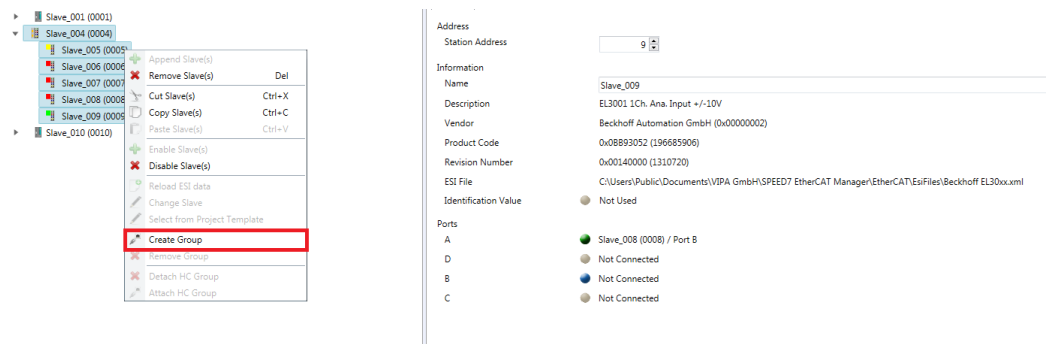 Slave_001 (0001)
Slave_004 (0004)
Slave_005 (0005)
Slave_006 (0006
Slave_007 (0007
Slave_008 (0008
Slave_009 (0009
Slave_010 (0010)
Append Slave(s)
Remove Slave(s) Del
Cut Slave(s) Ctrl+X
Copy Slave(s) Ctrl+C
Paste Slave(s) Ctrl+V
Enable Slave(s)
Disable Slave(s)
Reload ESI data
Change Slave
Select from Project Template
Create Group
Remove Group
Detach HC Group
Attach HC Group
Address
Station Address 9
Information
Name Slave_009
Description EL3001 1Ch. Ana. Input +/-10V
Vendor Beckhoff Automation GmbH (0x00000002)
Product Code 0x0BB93052 (196685906)
Revision Number 0x00140000 (1310720)
ESI File C:\Users\Public\Documents\VIPA GmbH\SPEED7 EtherCAT Manager\EtherCAT\EsiFiles\Beckhoff EL30xx.xml
Identification Value Not Used
Ports
A Slave_008 (0008) / Port B
D Not Connected
B Not Connected
C Not Connected